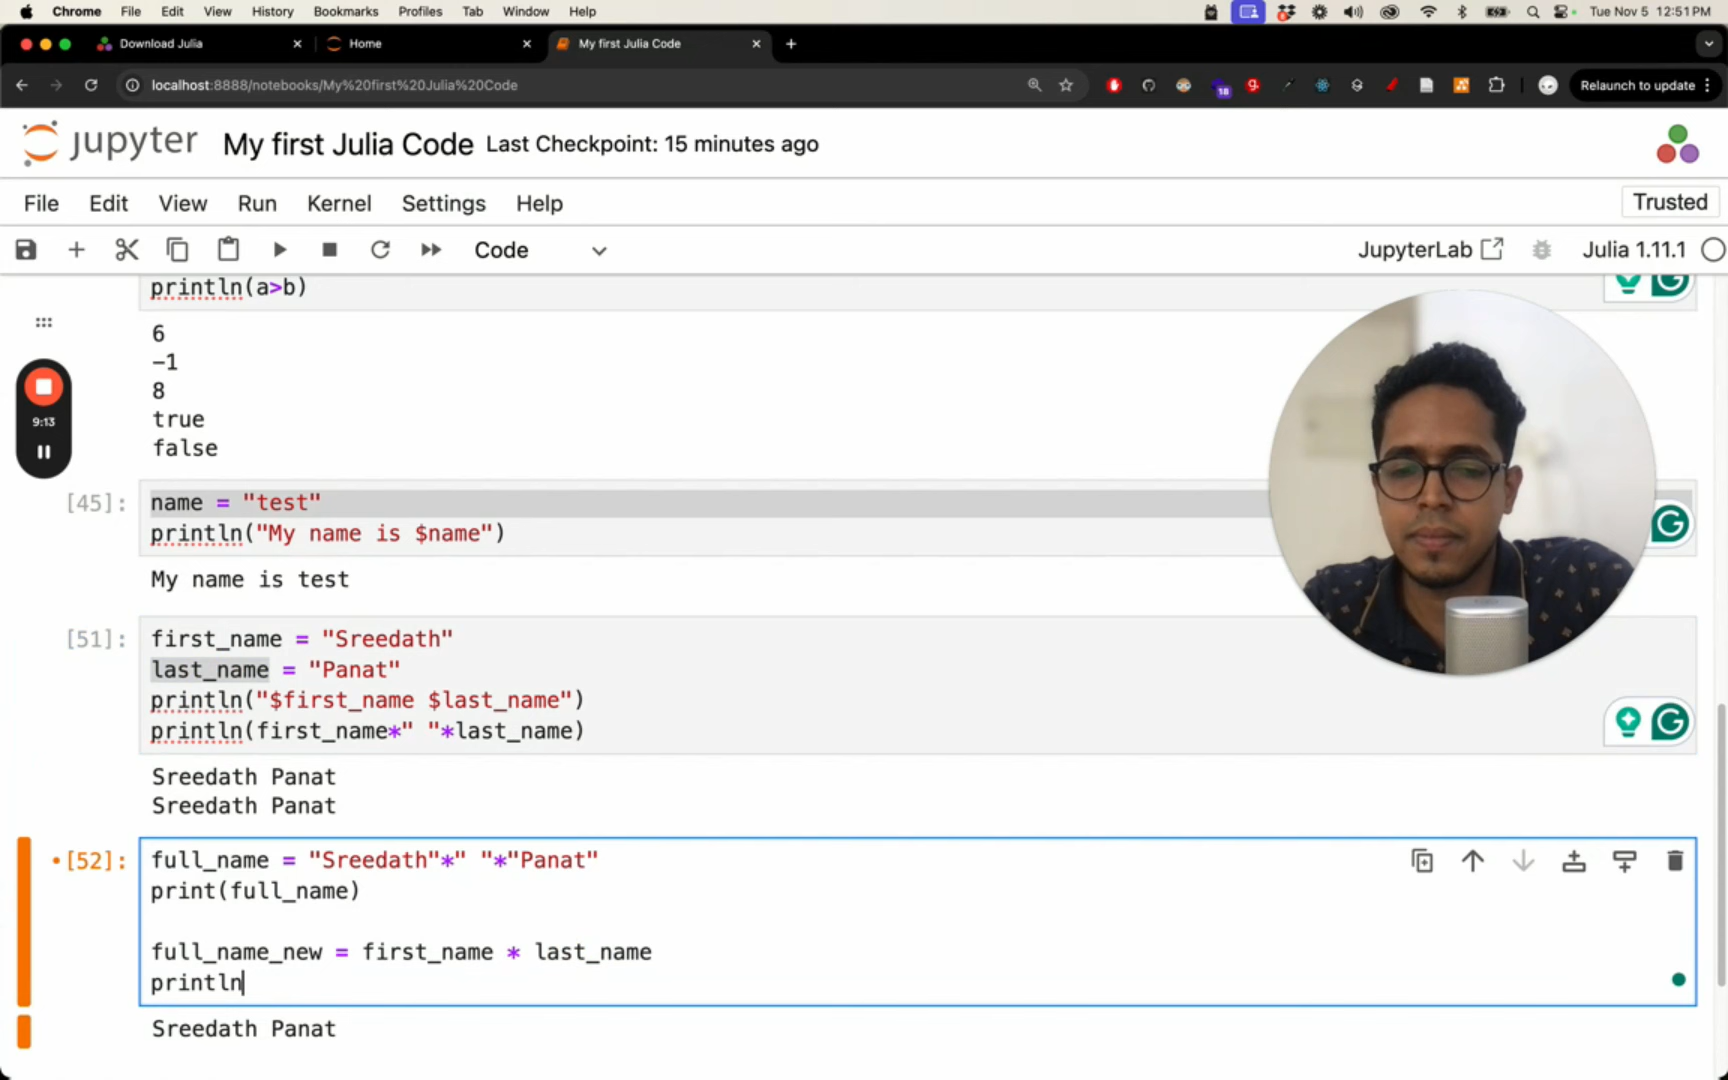 Chrome File Edit View History Bookmarks Profiles Tab Window Help Tue Nov 5 12:51 PM
Download Julia Home My first Julia Code
localhost:8888/notebooks/My%20first%20Julia%20Code 18 Relaunch to update
jupyter My first Julia Code Last Checkpoint: 15 minutes ago
File Edit View Run Kernel Settings Help Trusted
Code JupyterLab Julia 1.11.1
println(a>b)
6
-1
8
true
false
9:13
[45]: name = "test"
println("My name is $name")
My name is test
[51]: first_name = "Sreedath"
last_name = "Panat"
println("$first_name $last_name")
println(first_name*" "*last_name)
Sreedath Panat
Sreedath Panat
•[52]: full_name = "Sreedath"*" "*"Panat"
print(full_name)
full_name_new = first_name * last_name
println
Sreedath Panat